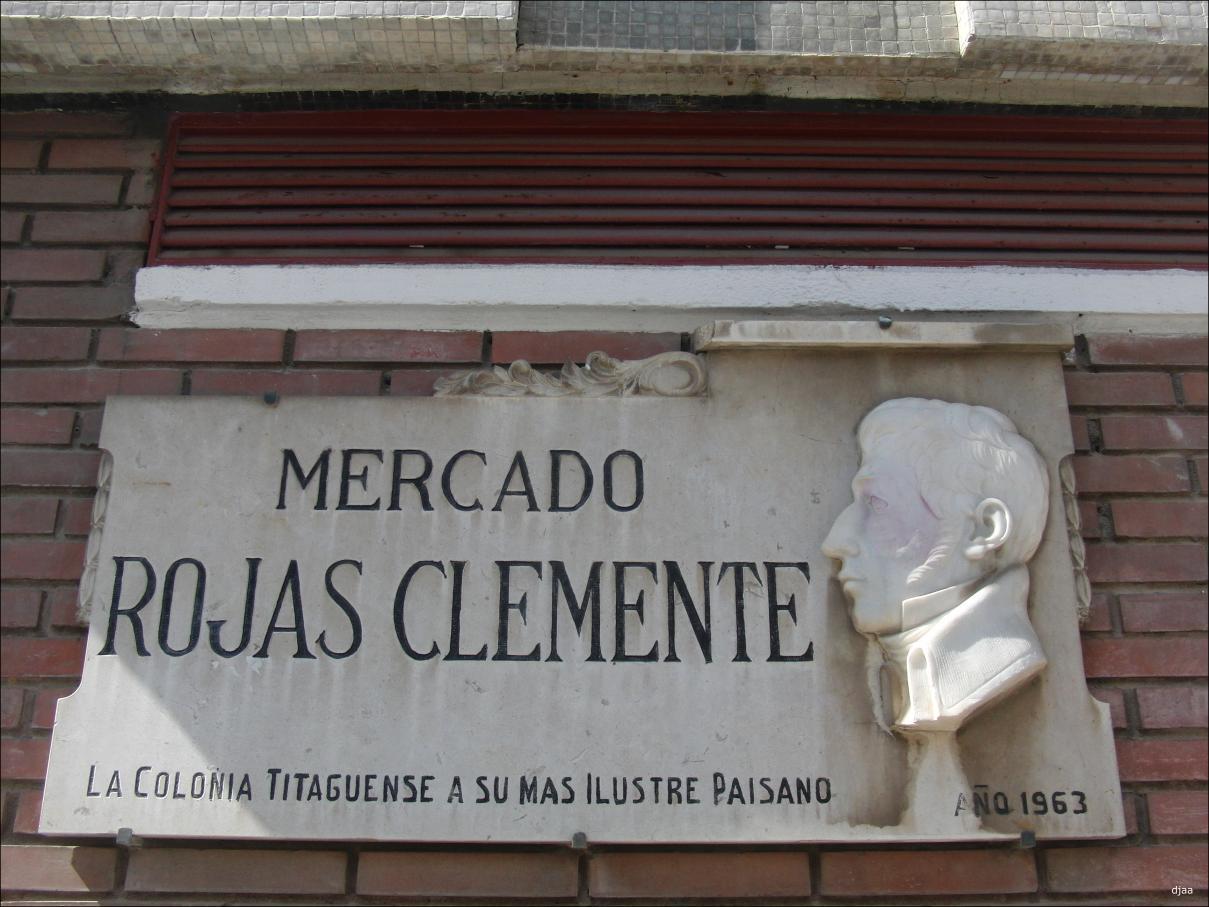 MERCADO
ROJAS CLEMENTE
LA COLONIA TITAGUENSE A SU MAS ILUSTRE PAISANO
AÑO 1963
djaa